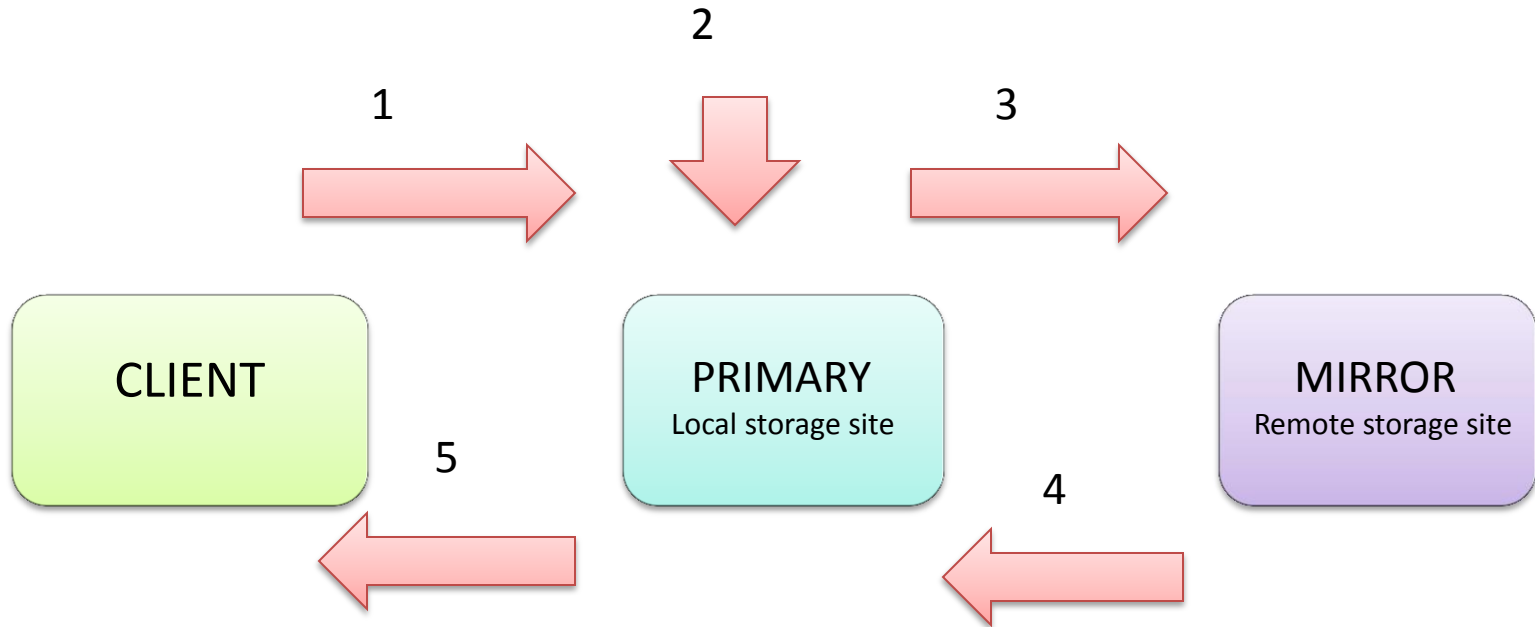 2
1
3
CLIENT
PRIMARY
Local storage site
MIRROR
Remote storage site
5
4